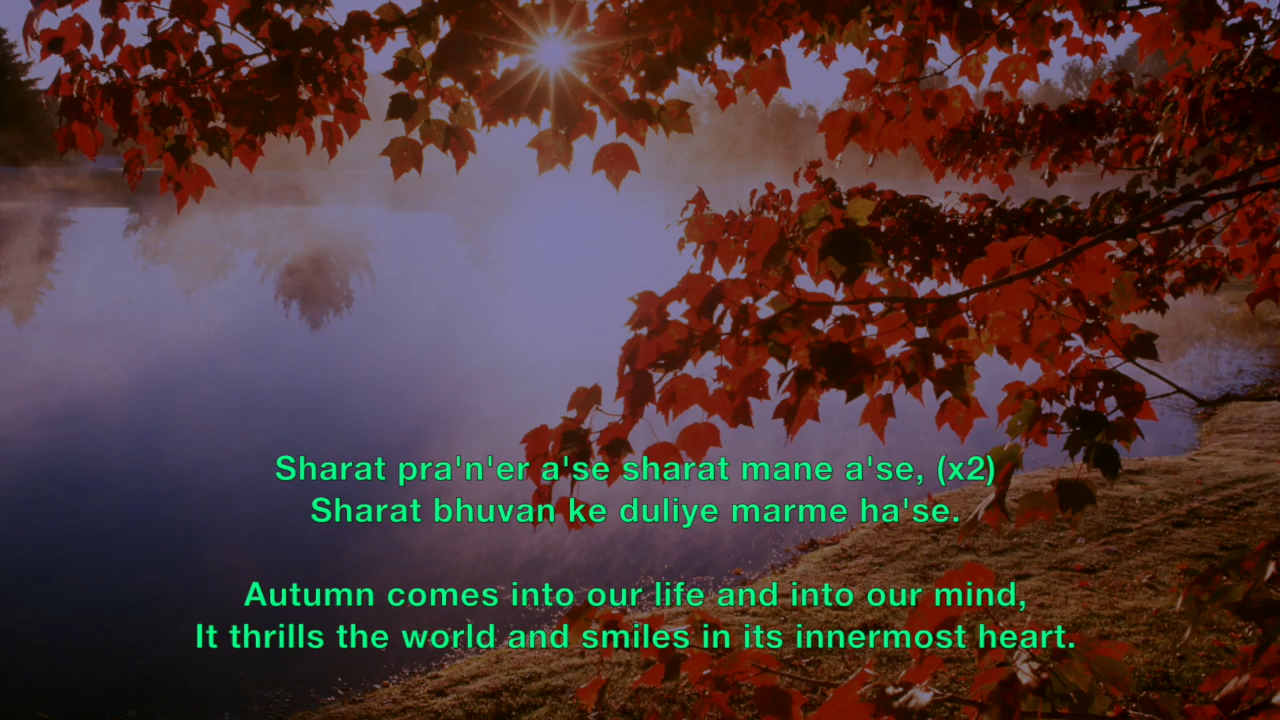 Sharat pra'n'er a'se sharat mane a'se, (x2)
Sharat bhuvan ke duliye marme ha'se.
Autumn comes into our life and into our mind,
It thrills the world and smiles in its innermost heart.